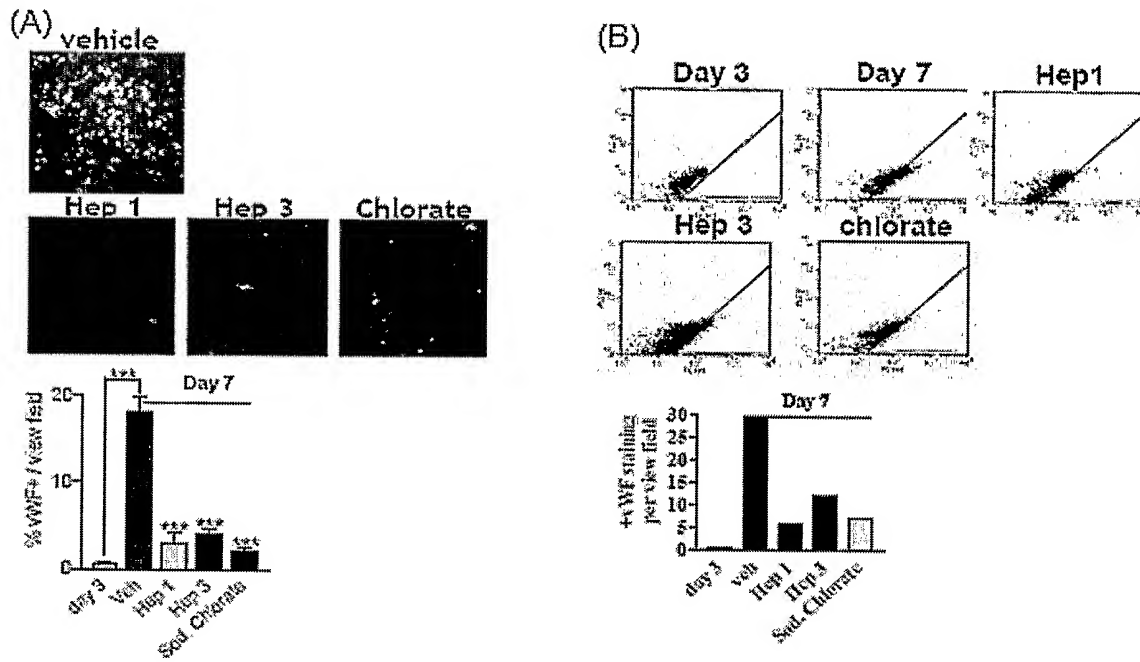 (A)
vehicle
Hep 1 Hep 3 Chlorate
Day 7
***
20
10
0
% vWF+ / view field
*** *** ***
day 3 Veh Hep 1 Hep 3 Sod. Chlorate
(B)
Day 3 Day 7 Hep1
Hep 3 chlorate
Day 7
30
25
20
15
10
5
0
+vWF staining
per view field
day 3 veh Hep 1 Hep 3 Sod. Chlorate